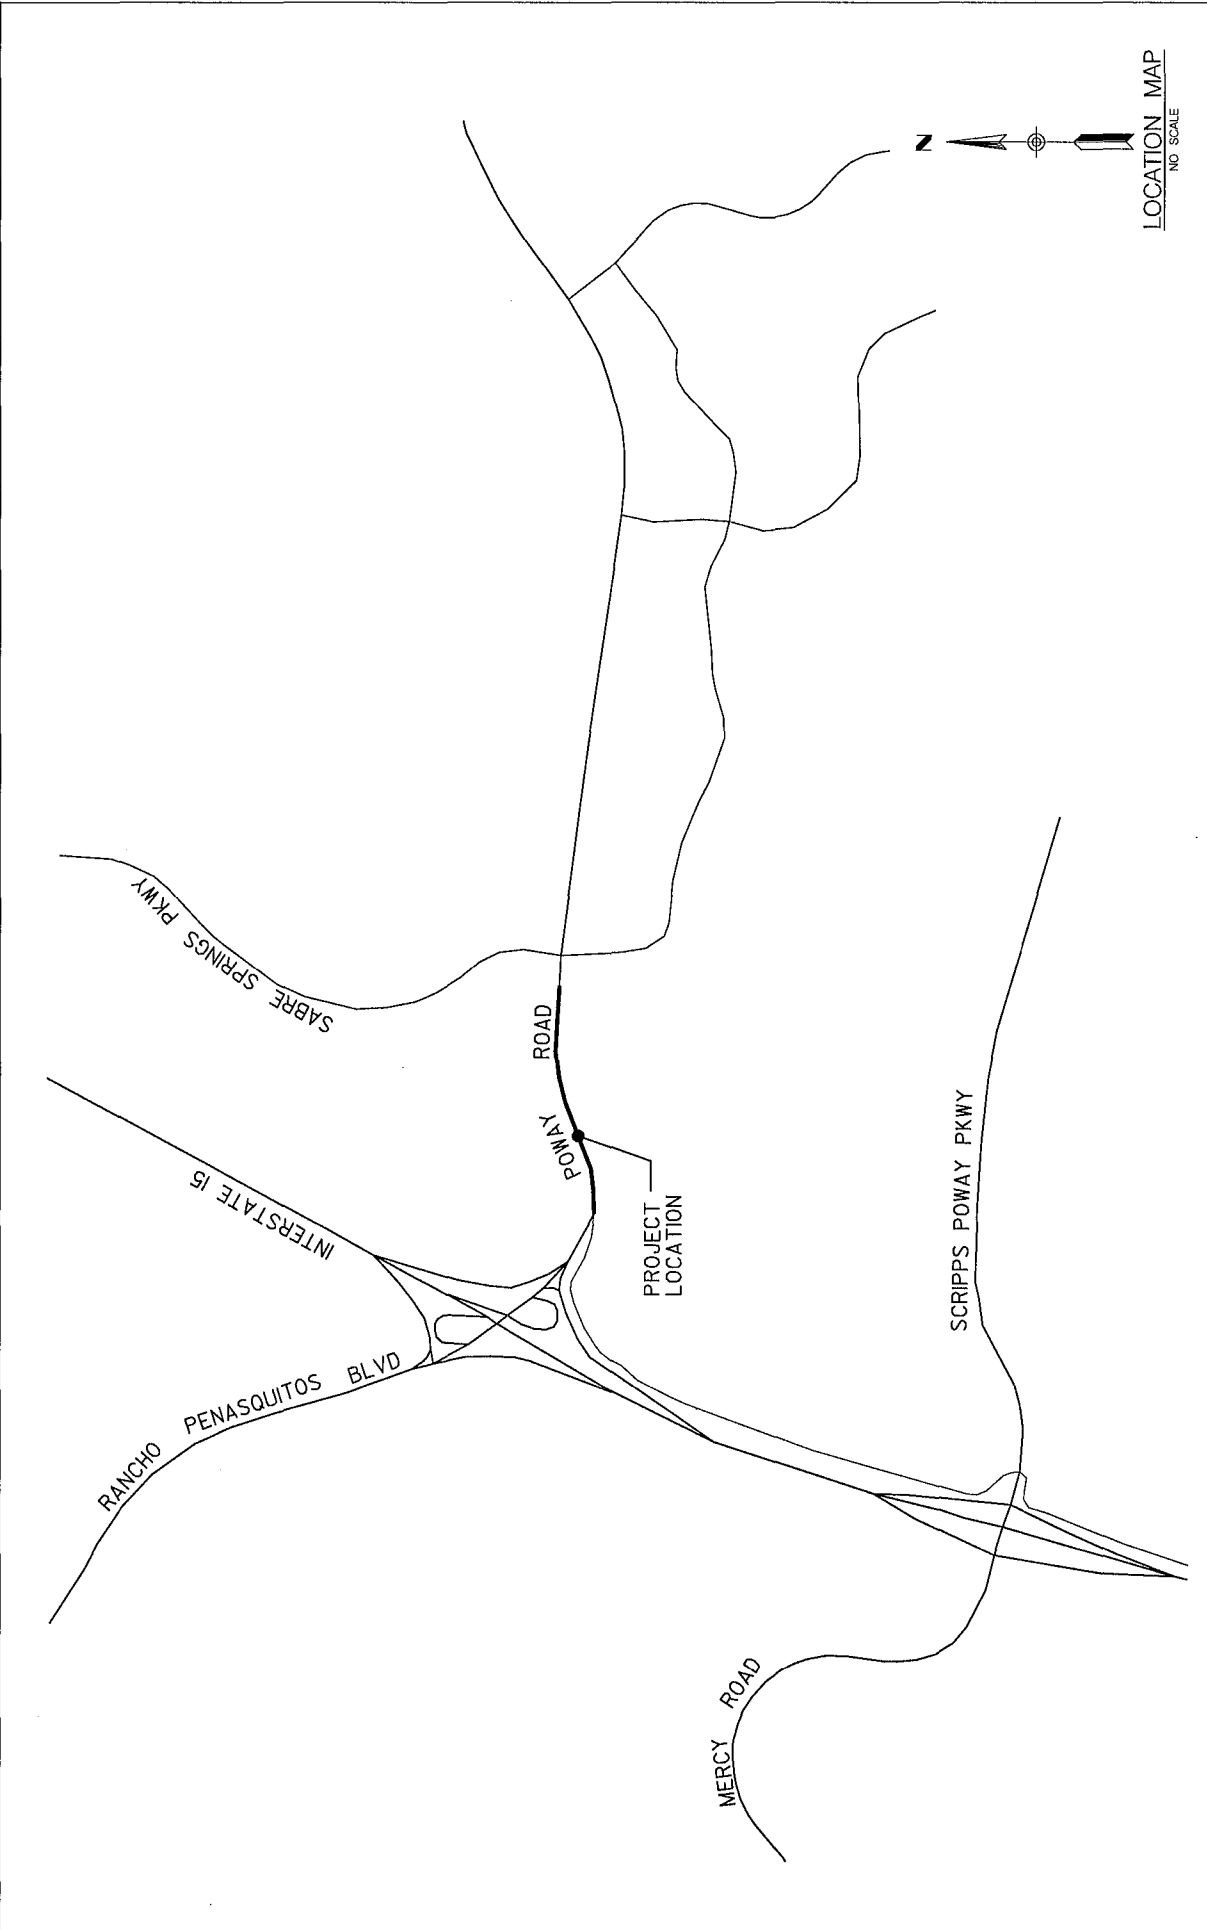 SABRE SPRINGS PKWY
INTERSTATE 15
RANCHO PENASQUITOS BLVD
POWAY ROAD
PROJECT
LOCATION
MERCY ROAD
SCRIPPS POWAY PKWY
N
LOCATION MAP
NO SCALE